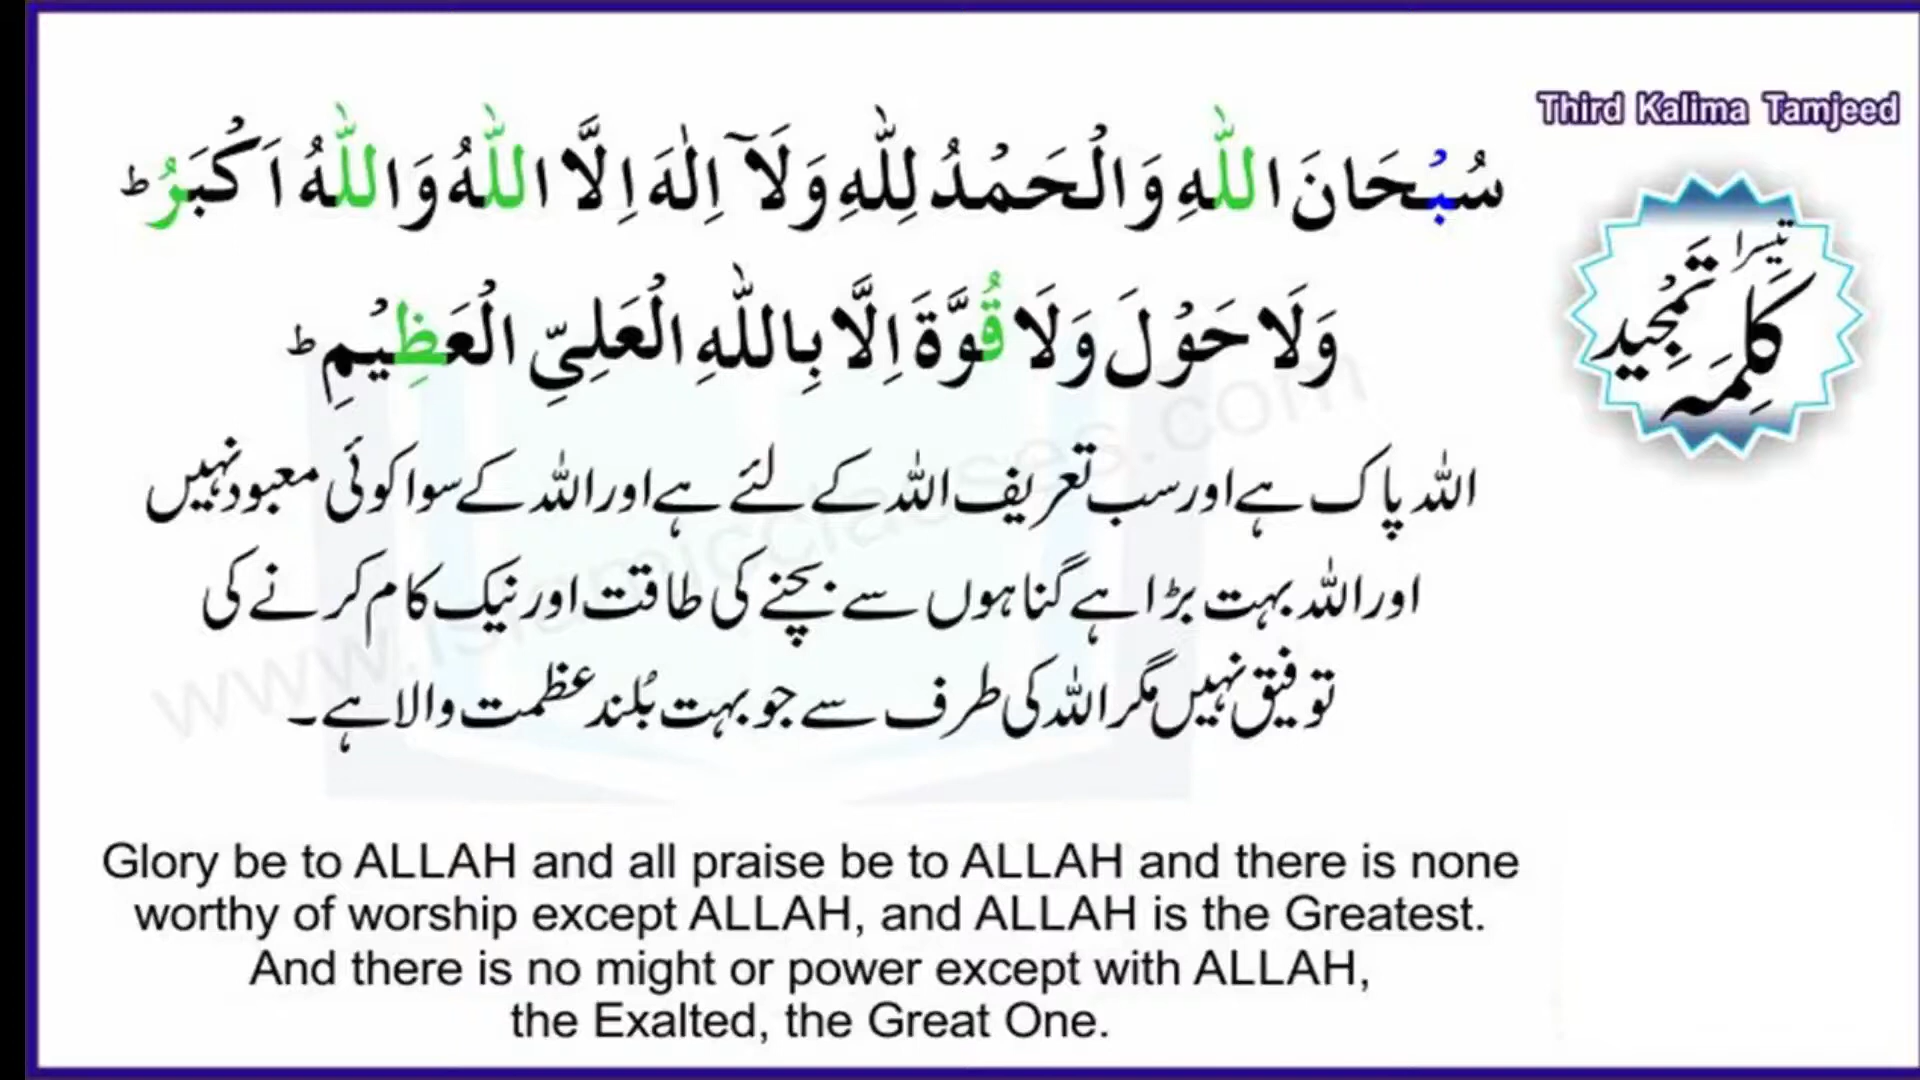 Third Kalima Tamjeed
سُبْحَانَ اللّٰهِ وَالْحَمْدُ لِلّٰهِ وَلَآ اِلٰهَ اِلَّا اللّٰهُ وَاللّٰهُ اَكْبَرُ ؕ
وَلَا حَوْلَ وَلَا قُوَّةَ اِلَّا بِاللّٰهِ الْعَلِیِّ الْعَظِیْمِ ؕ
تیسرا
کَلِمَہ
تَمْجِید
اللہ پاک ہے اور سب تعریف اللہ کے لئے ہے اور اللہ کے سوا کوئی معبود نہیں
اور اللہ بہت بڑا ہے گناہوں سے بچنے کی طاقت اور نیک کام کرنے کی
توفیق نہیں مگر اللہ کی طرف سے جو بہت بُلند عظمت والا ہے۔
www.islamicclasses.com
Glory be to ALLAH and all praise be to ALLAH and there is none
worthy of worship except ALLAH, and ALLAH is the Greatest.
And there is no might or power except with ALLAH,
the Exalted, the Great One.